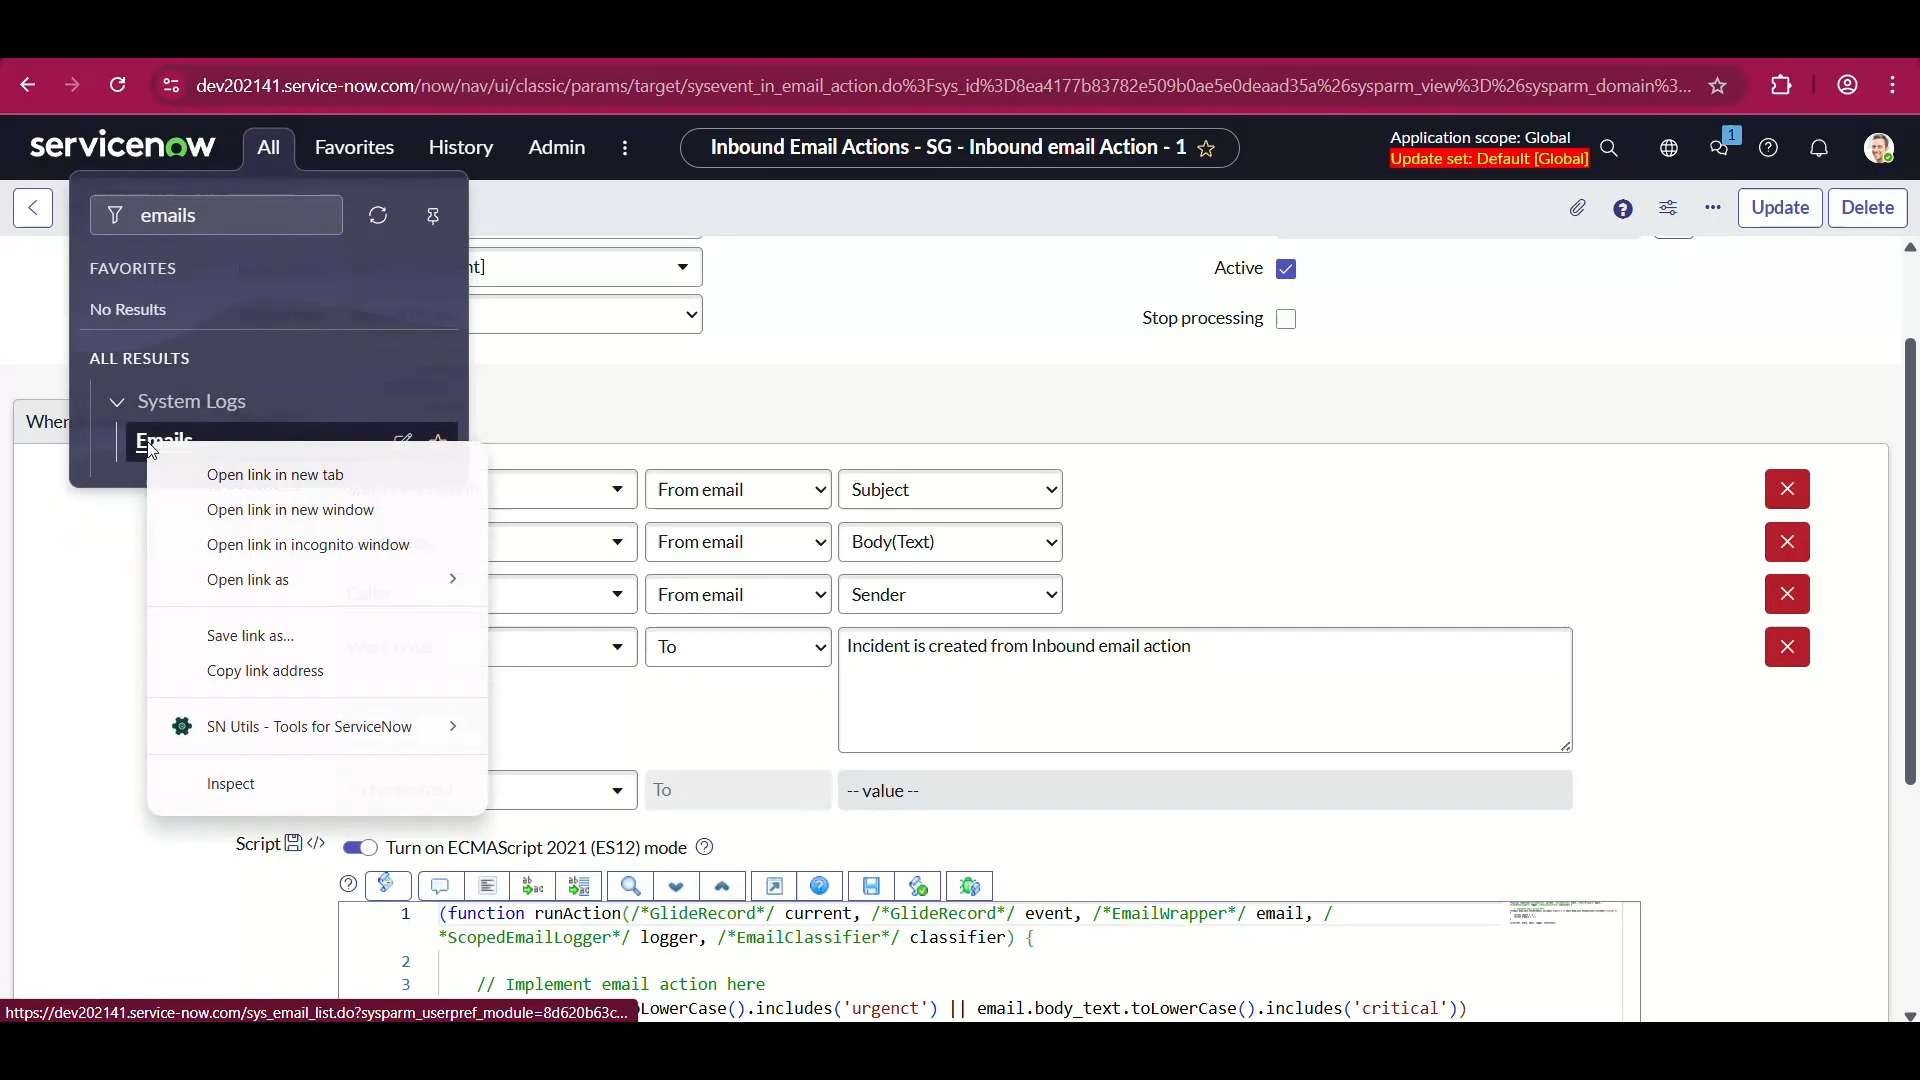 dev202141.service-now.com/now/nav/ui/classic/params/target/sysevent_in_email_action.do%3Fsys_id%3D8ea4177b83782e509b0ae5e0deaad35a%26sysparm_view%3D%26sysparm_domain%3...
servicenow
All
Favorites
History
Admin
Inbound Email Actions - SG - Inbound email Action - 1
Application scope: Global
Update set: Default [Global]
1
emails
Update
Delete
FAVORITES
No Results
nt]
Active
Stop processing
ALL RESULTS
System Logs
When
Emails
Open link in new tab
Open link in new window
Open link in incognito window
Open link as
Save link as...
Copy link address
SN Utils - Tools for ServiceNow
Inspect
From email
Subject
From email
Body(Text)
Caller
From email
Sender
To
Incident is created from Inbound email action
To
-- value --
Script
Turn on ECMAScript 2021 (ES12) mode
1 (function runAction(/*GlideRecord*/ current, /*GlideRecord*/ event, /*EmailWrapper*/ email, /
*ScopedEmailLogger*/ logger, /*EmailClassifier*/ classifier) {
2
3 // Implement email action here
oLowerCase().includes('urgenct') || email.body_text.toLowerCase().includes('critical'))
https://dev202141.service-now.com/sys_email_list.do?sysparm_userpref_module=8d620b63c...